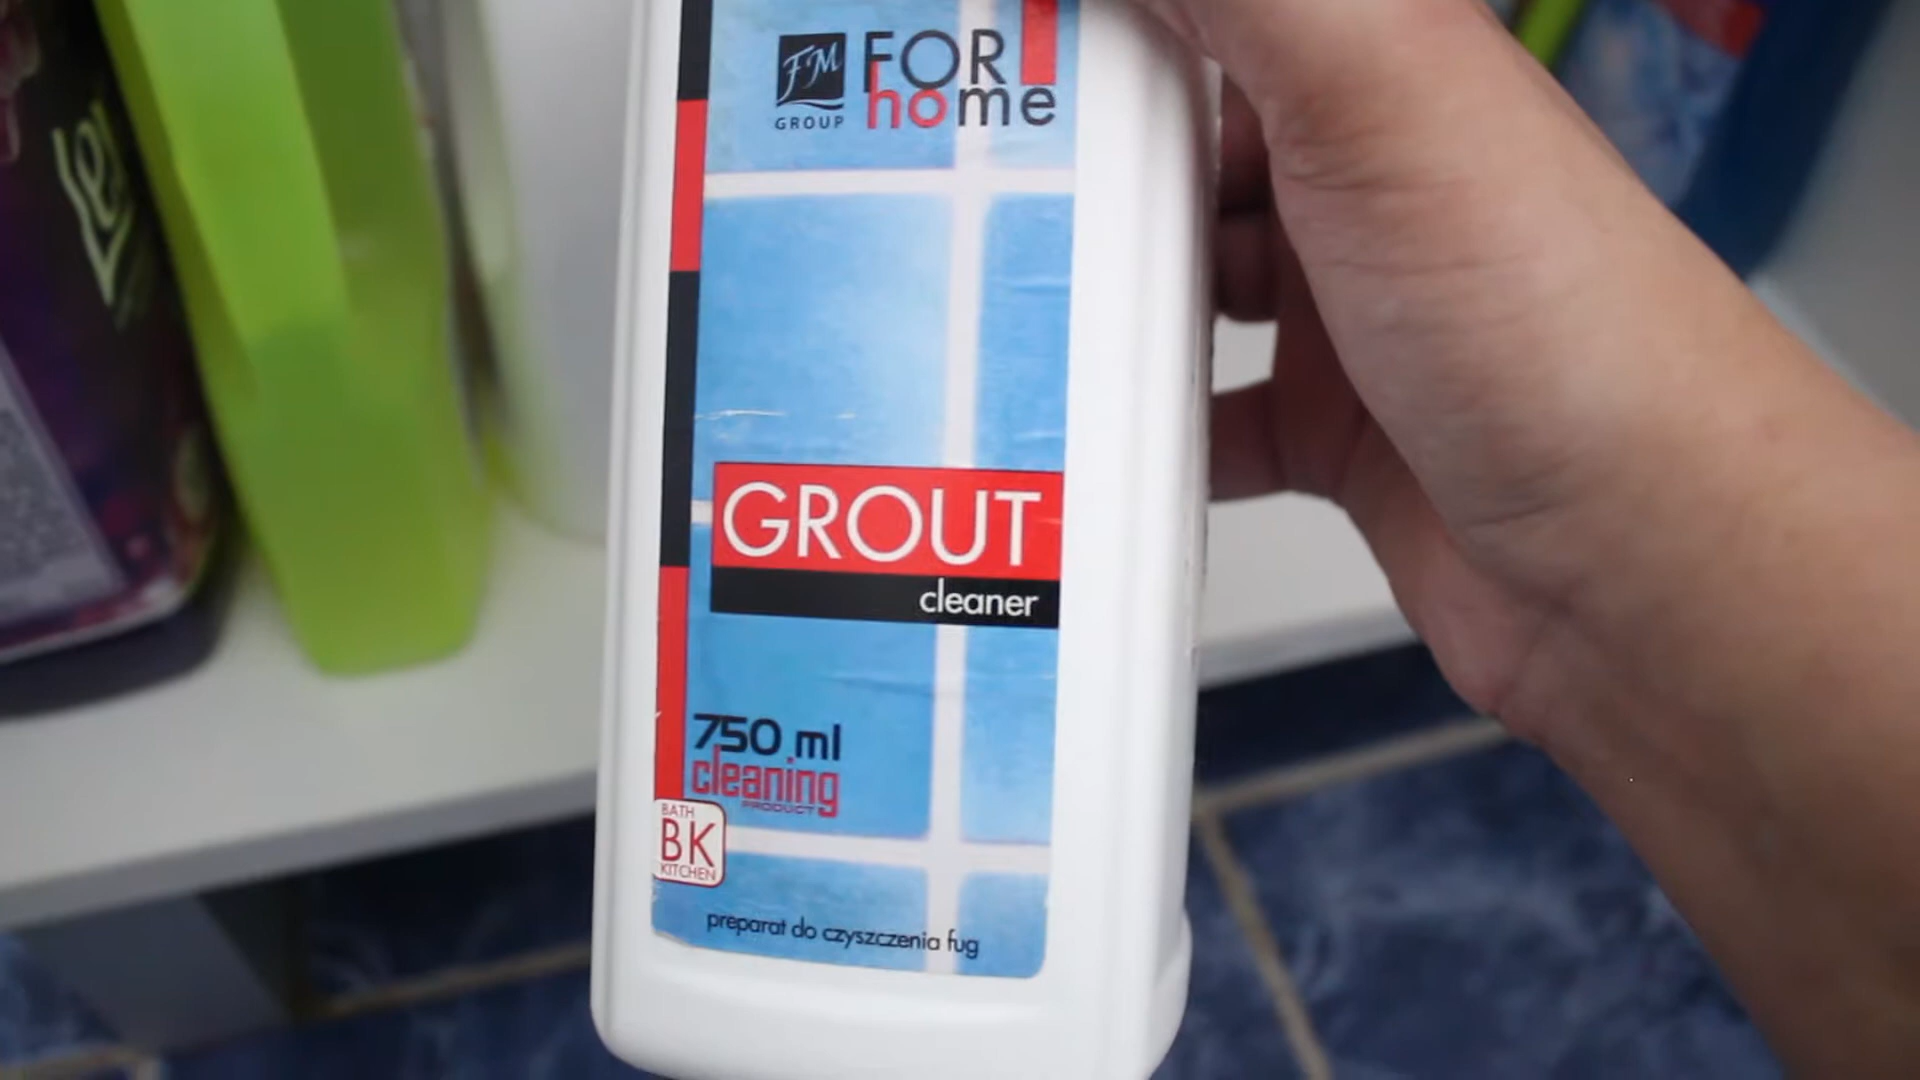 FM
GROUP
FOR
home
GROUT
cleaner
750 ml
cleaning
PRODUCT
BATH
BK
KITCHEN
preparat do czyszczenia fug